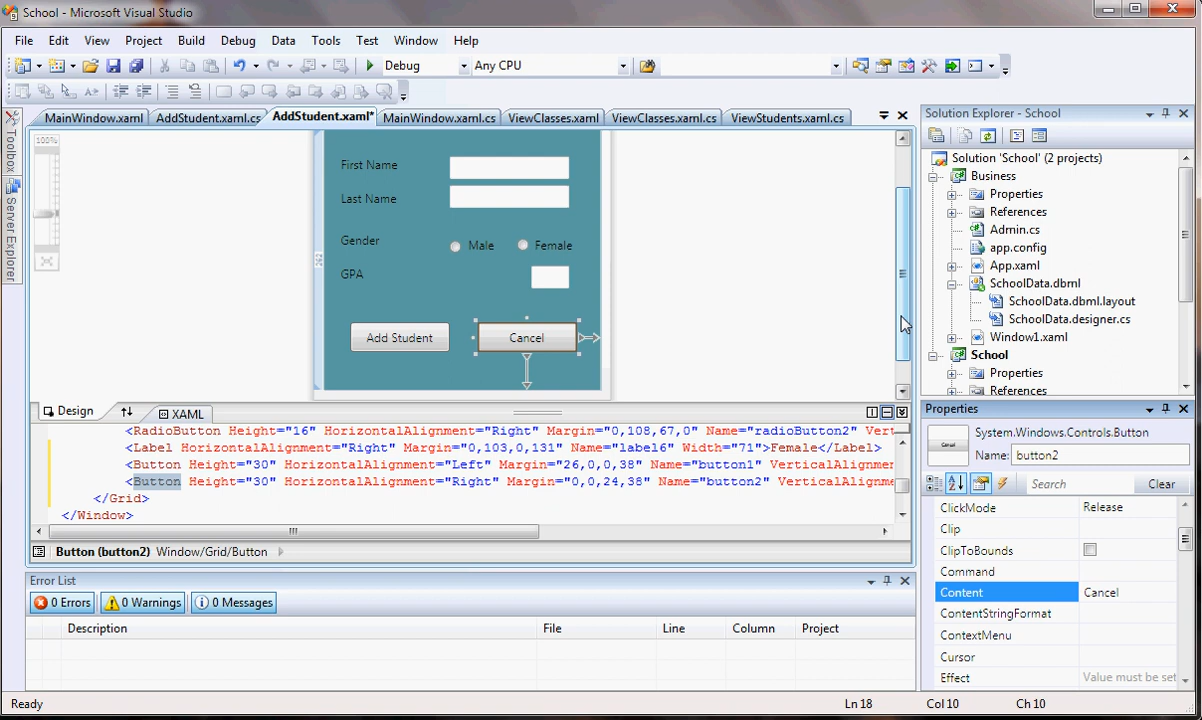 School - Microsoft Visual Studio
File Edit View Project Build Debug Data Tools Test Window Help
Debug Any CPU
MainWindow.xaml AddStudent.xaml.cs AddStudent.xaml* MainWindow.xaml.cs ViewClasses.xaml ViewClasses.xaml.cs ViewStudents.xaml.cs
Toolbox
Server Explorer
100%
First Name
Last Name
Gender Male Female
GPA
Add Student Cancel
Design XAML
<RadioButton Height="16" HorizontalAlignment="Right" Margin="0,108,67,0" Name="radioButton2" Vert
<Label HorizontalAlignment="Right" Margin="0,103,0,131" Name="label6" Width="71">Female</Label>
<Button Height="30" HorizontalAlignment="Left" Margin="26,0,0,38" Name="button1" VerticalAlignmen
<Button Height="30" HorizontalAlignment="Right" Margin="0,0,24,38" Name="button2" VerticalAlignme
</Grid>
</Window>
Button (button2) Window/Grid/Button
Error List
0 Errors 0 Warnings 0 Messages
Description File Line Column Project
Solution Explorer - School
Solution 'School' (2 projects)
Business
Properties
References
Admin.cs
app.config
App.xaml
SchoolData.dbml
SchoolData.dbml.layout
SchoolData.designer.cs
Window1.xaml
School
Properties
References
Properties
Cancel
System.Windows.Controls.Button
Name: button2
Search Clear
ClickMode Release
Clip
ClipToBounds
Command
Content Cancel
ContentStringFormat
ContextMenu
Cursor
Effect Value must be set
Ready Ln 18 Col 10 Ch 10